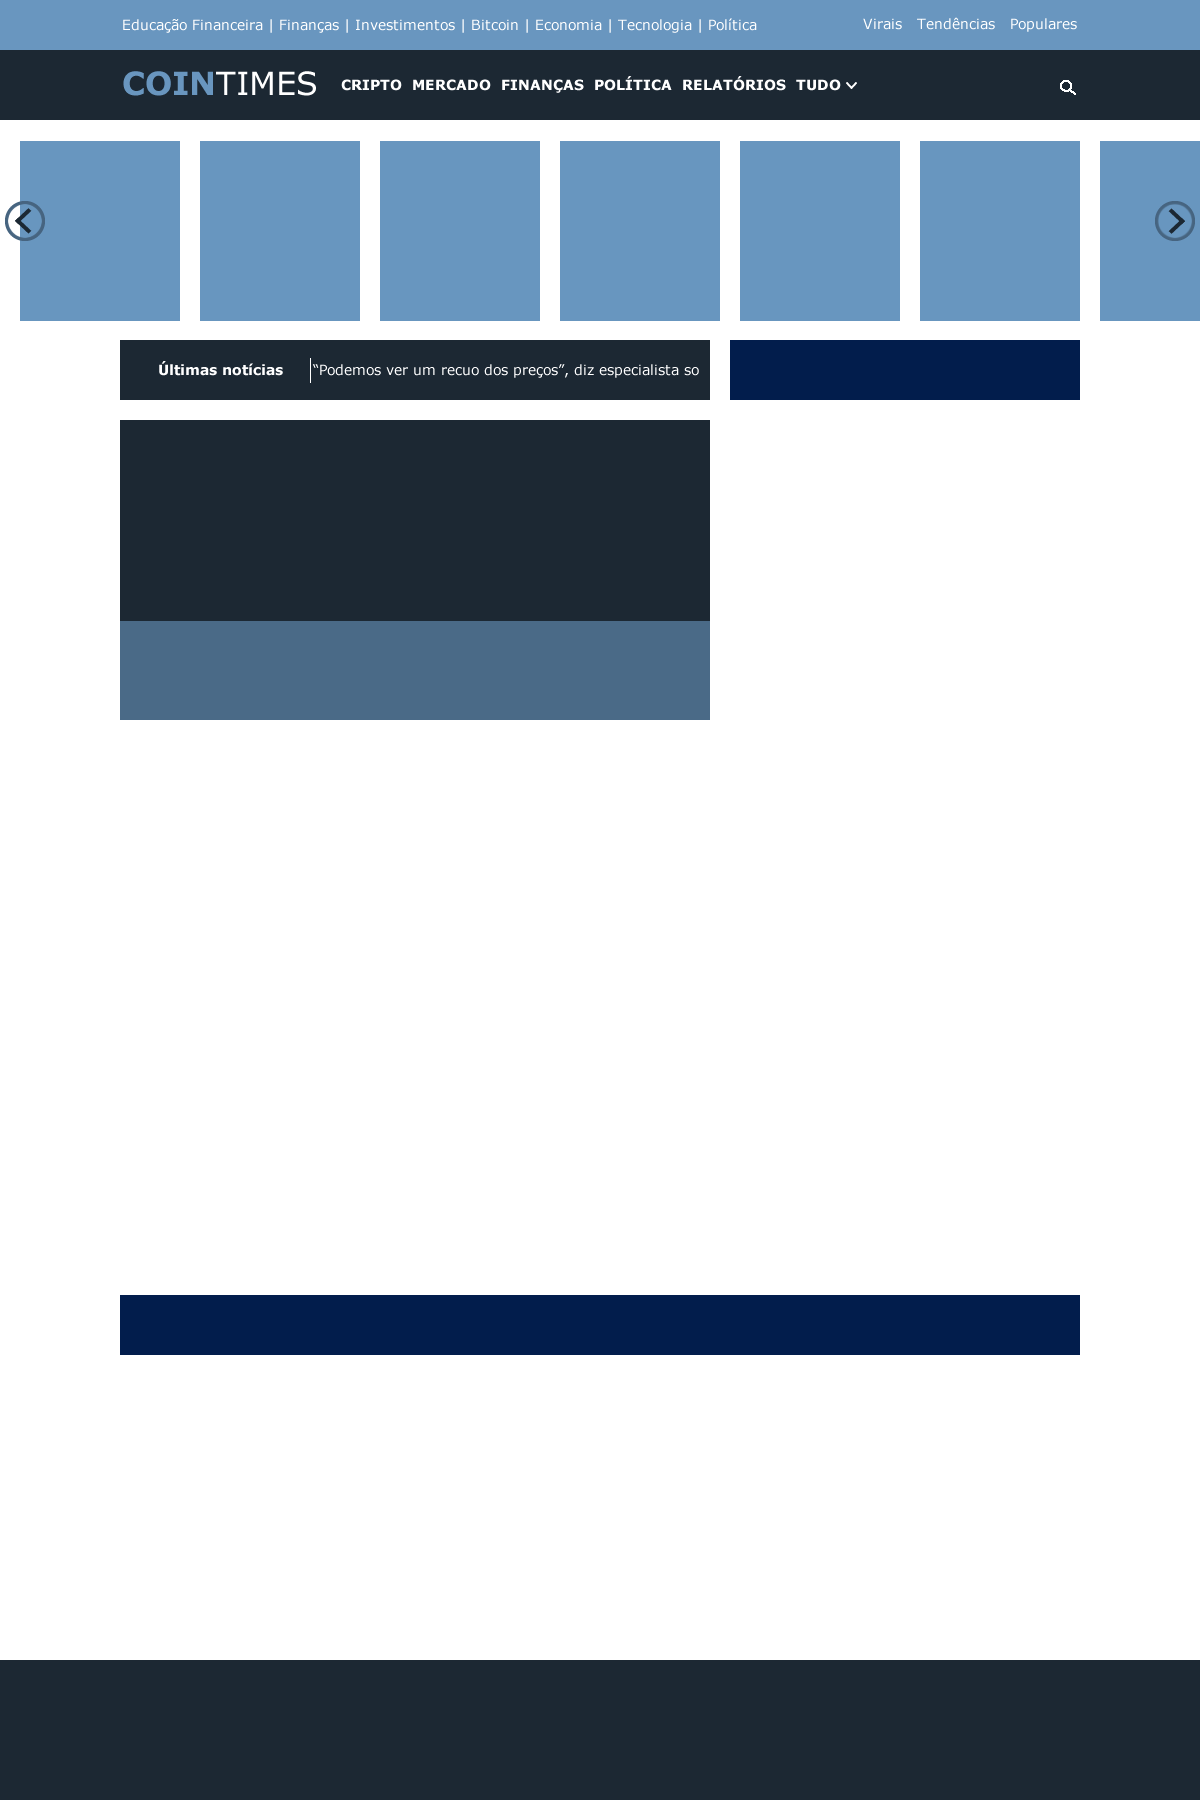 Educação Financeira | Finanças | Investimentos | Bitcoin | Economia | Tecnologia | Política
Virais Tendências Populares
COINTIMES
CRIPTO MERCADO FINANÇAS POLÍTICA RELATÓRIOS TUDO
Últimas notícias
“Podemos ver um recuo dos preços”, diz especialista so